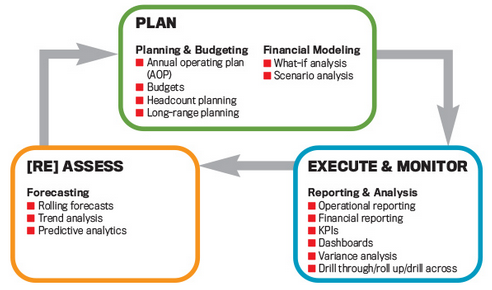 PLAN
Planning & Budgeting
Annual operating plan
(AOP)
Budgets
Headcount planning
Long-range planning
Financial Modeling
What-if analysis
Scenario analysis
[RE] ASSESS
Forecasting
Rolling forecasts
Trend analysis
Predictive analytics
EXECUTE & MONITOR
Reporting & Analysis
Operational reporting
Financial reporting
KPIs
Dashboards
Variance analysis
Drill through/roll up/drill across